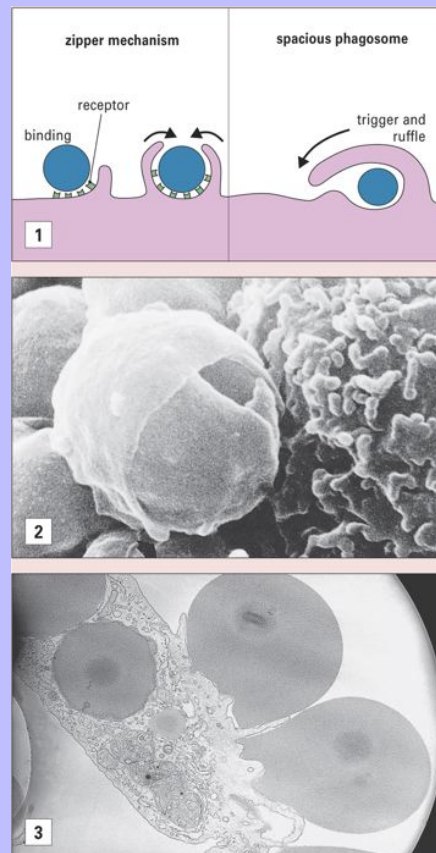 zipper mechanism
spacious phagosome
receptor
binding
trigger and
ruffle
1
2
3